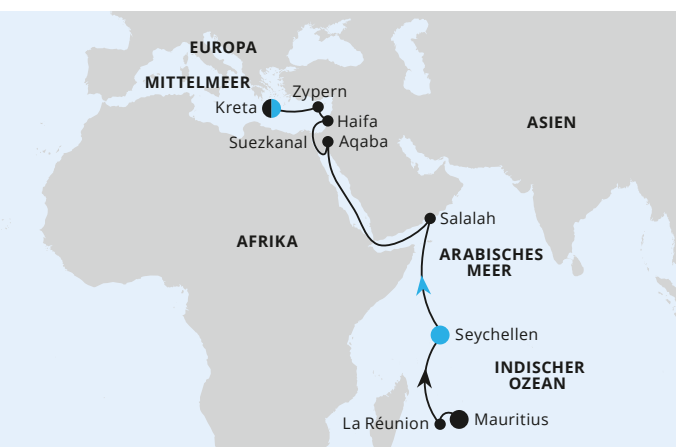 EUROPA
MITTELMEER
Zypern
Kreta
Haifa
ASIEN
Suezkanal
Aqaba
Salalah
AFRIKA
ARABISCHES
MEER
Seychellen
INDISCHER
OZEAN
La Réunion
Mauritius